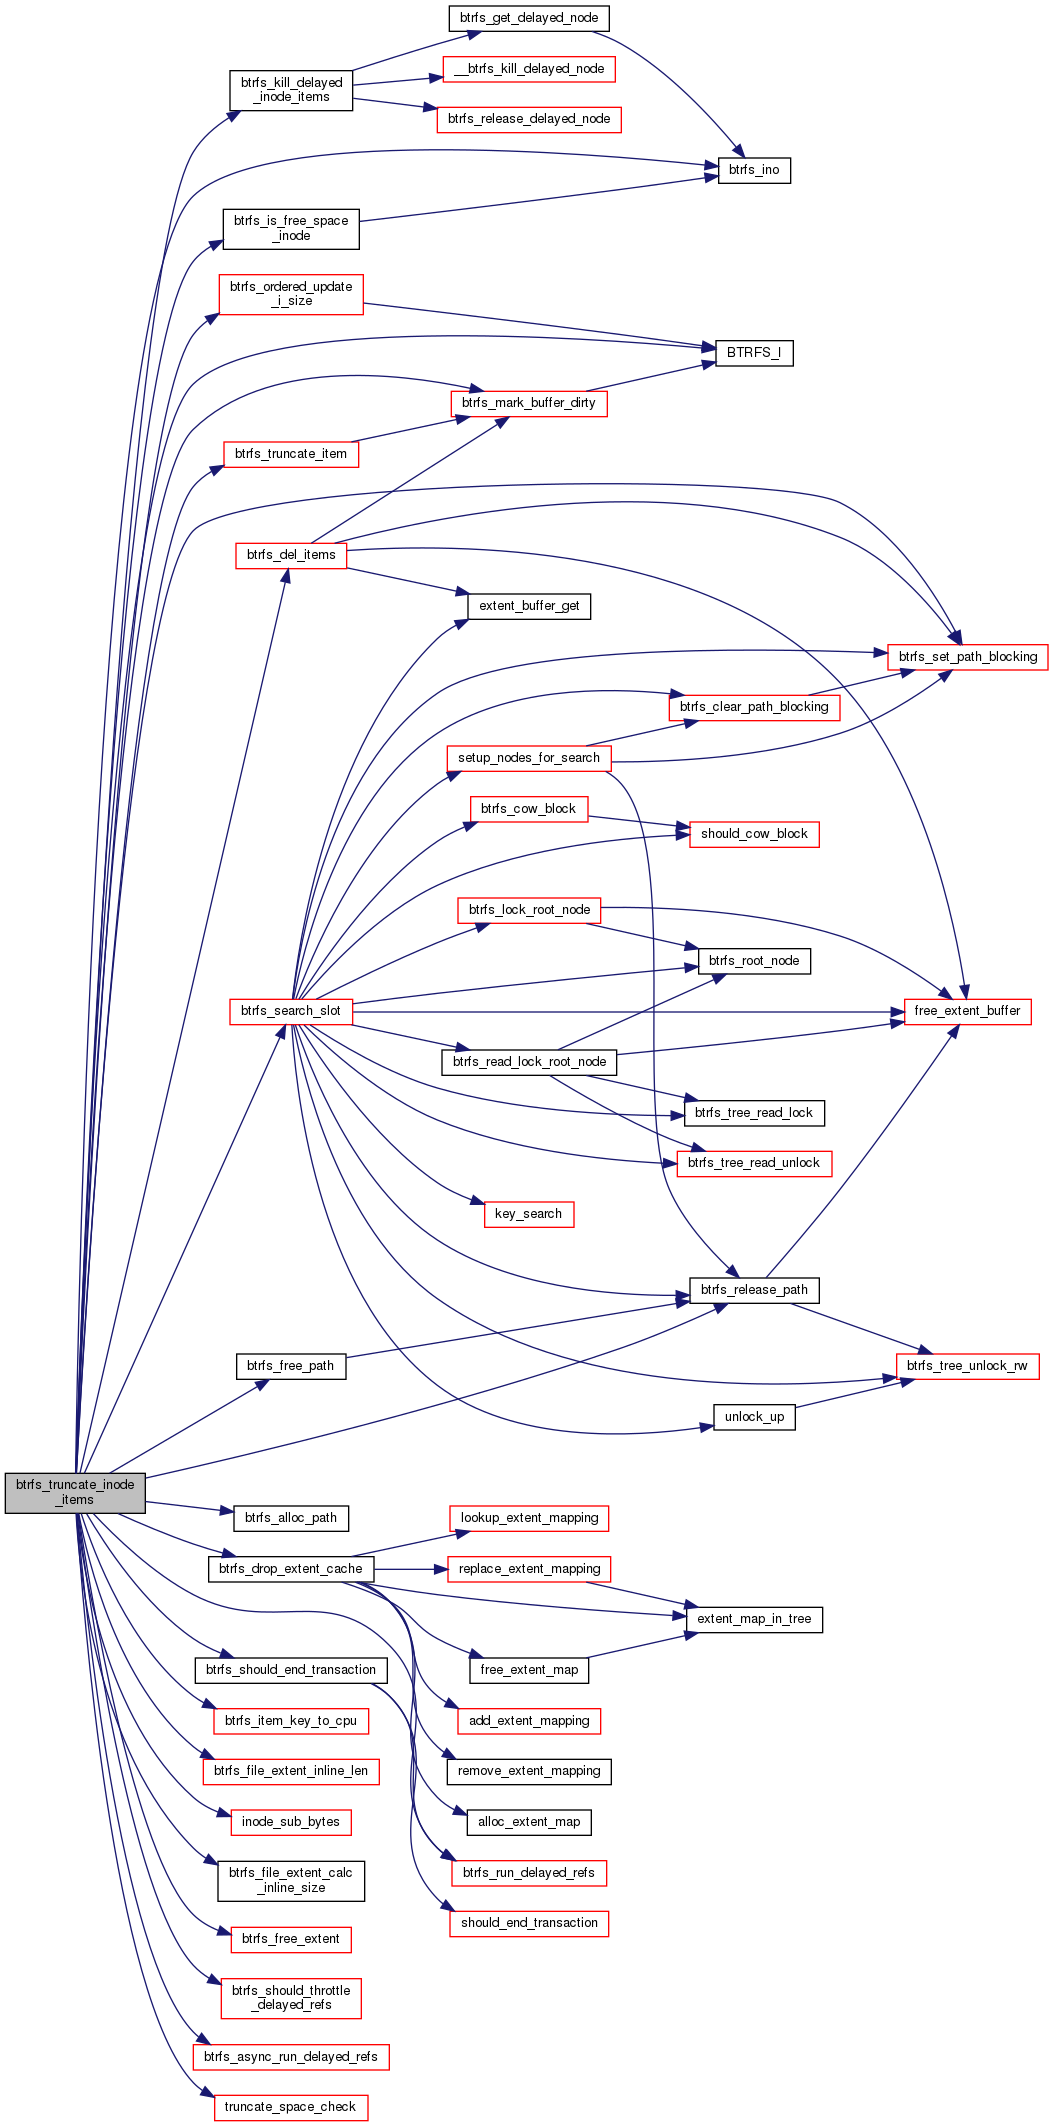 btrfs_get_delayed_node
__btrfs_kill_delayed_node
btrfs_kill_delayed
_inode_items
btrfs_release_delayed_node
btrfs_ino
btrfs_is_free_space
_inode
btrfs_ordered_update
_i_size
BTRFS_I
btrfs_mark_buffer_dirty
btrfs_truncate_item
btrfs_del_items
extent_buffer_get
btrfs_set_path_blocking
btrfs_clear_path_blocking
setup_nodes_for_search
btrfs_cow_block
should_cow_block
btrfs_lock_root_node
btrfs_root_node
btrfs_search_slot
free_extent_buffer
btrfs_read_lock_root_node
btrfs_tree_read_lock
btrfs_tree_read_unlock
key_search
btrfs_release_path
btrfs_free_path
btrfs_tree_unlock_rw
unlock_up
btrfs_truncate_inode
_items
btrfs_alloc_path
lookup_extent_mapping
btrfs_drop_extent_cache
replace_extent_mapping
extent_map_in_tree
btrfs_should_end_transaction
free_extent_map
btrfs_item_key_to_cpu
add_extent_mapping
btrfs_file_extent_inline_len
remove_extent_mapping
inode_sub_bytes
alloc_extent_map
btrfs_file_extent_calc
_inline_size
btrfs_run_delayed_refs
should_end_transaction
btrfs_free_extent
btrfs_should_throttle
_delayed_refs
btrfs_async_run_delayed_refs
truncate_space_check